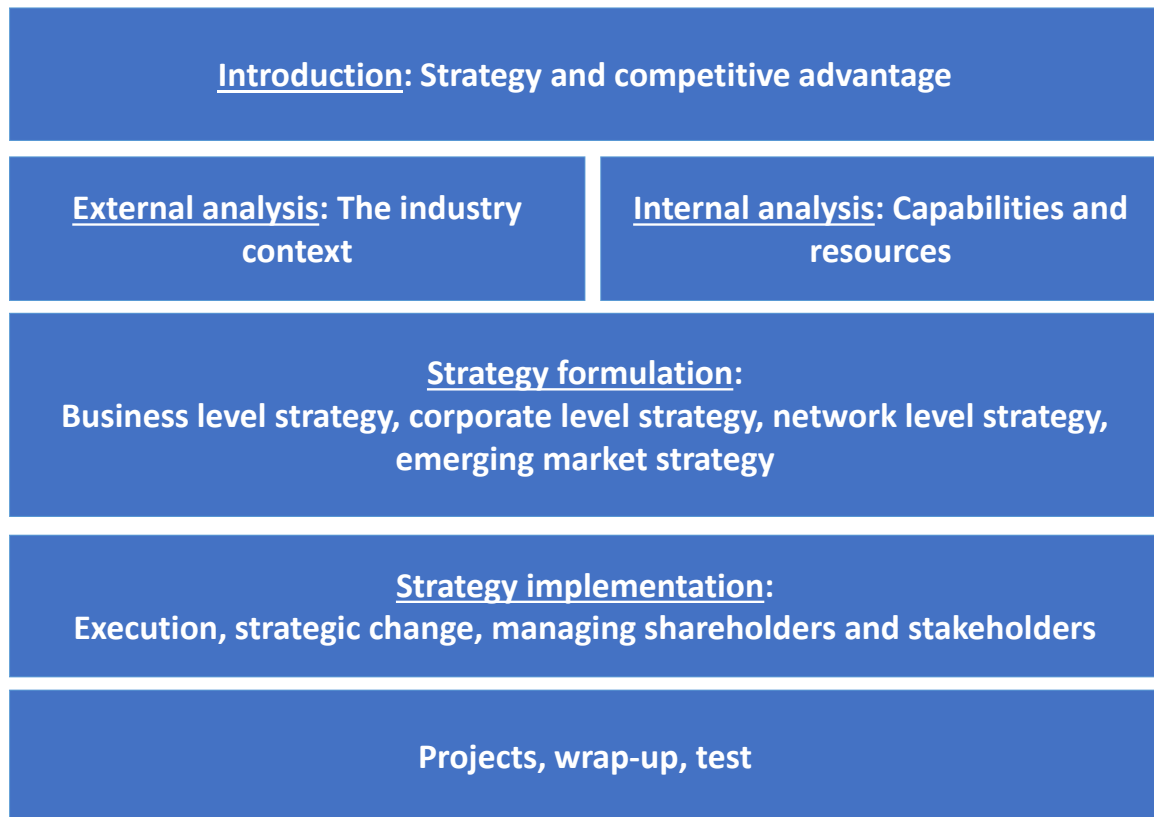 Introduction: Strategy and competitive advantage
External analysis: The industry
context
Internal analysis: Capabilities and
resources
Strategy formulation:
Business level strategy, corporate level strategy, network level strategy,
emerging market strategy
Strategy implementation:
Execution, strategic change, managing shareholders and stakeholders
Projects, wrap-up, test